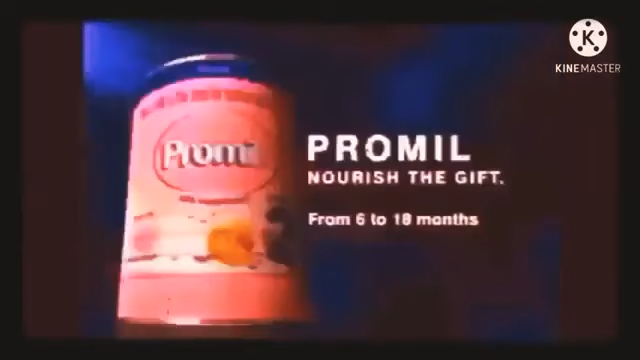 K
KINEMASTER
Promil
PROMIL
NOURISH THE GIFT.
From 6 to 18 months